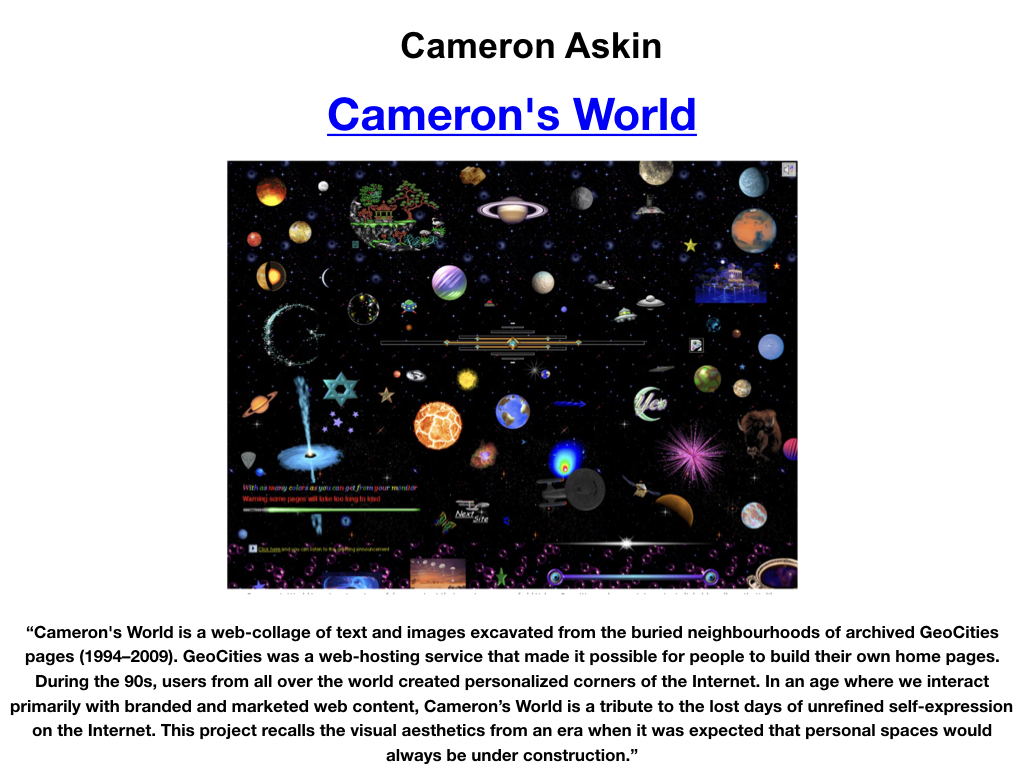 Cameron Askin
Cameron's World
Yes
With as many colors as you can get from your monitor
Warning some pages will take too long to load
Next
Site
Click here and you can listen to the greeting announcement
“Cameron's World is a web-collage of text and images excavated from the buried neighbourhoods of archived GeoCities
pages (1994–2009). GeoCities was a web-hosting service that made it possible for people to build their own home pages.
During the 90s, users from all over the world created personalized corners of the Internet. In an age where we interact
primarily with branded and marketed web content, Cameron’s World is a tribute to the lost days of unrefined self-expression
on the Internet. This project recalls the visual aesthetics from an era when it was expected that personal spaces would
always be under construction.”